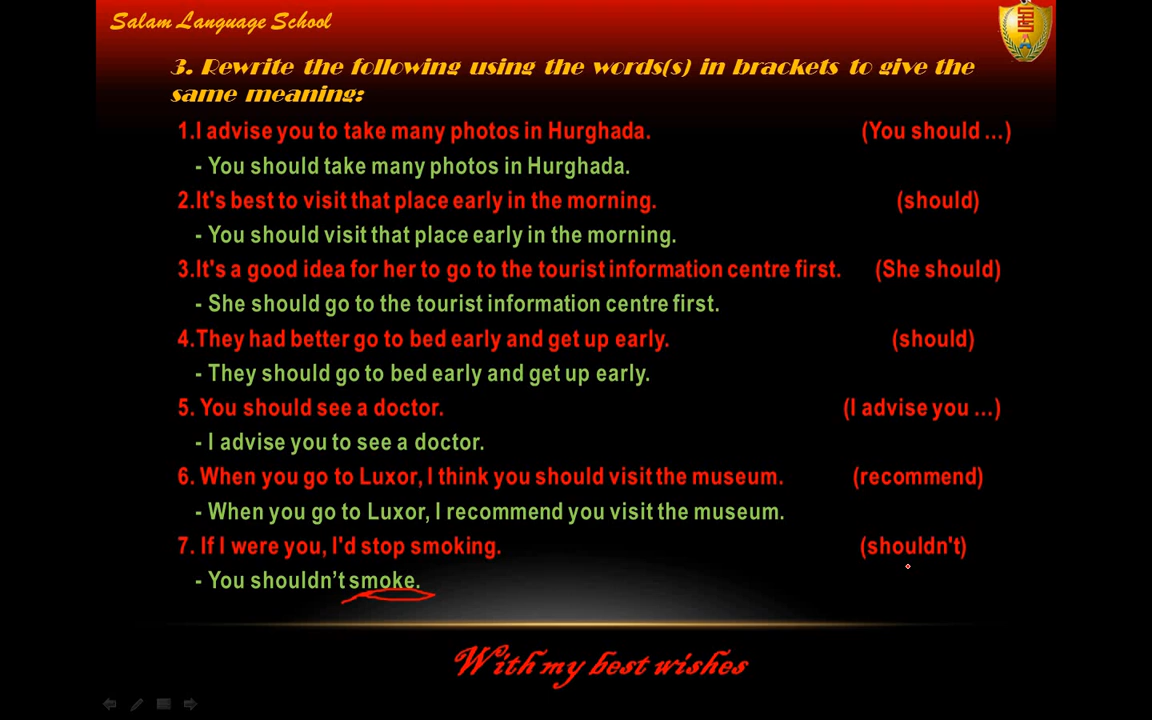 Salam Language School
3. Rewrite the following using the words(s) in brackets to give the
same meaning:
1.I advise you to take many photos in Hurghada. (You should ...)
- You should take many photos in Hurghada.
2.It's best to visit that place early in the morning. (should)
- You should visit that place early in the morning.
3.It's a good idea for her to go to the tourist information centre first. (She should)
- She should go to the tourist information centre first.
4.They had better go to bed early and get up early. (should)
- They should go to bed early and get up early.
5. You should see a doctor. (I advise you ...)
- I advise you to see a doctor.
6. When you go to Luxor, I think you should visit the museum. (recommend)
- When you go to Luxor, I recommend you visit the museum.
7. If I were you, I'd stop smoking. (shouldn't)
- You shouldn’t smoke.
With my best wishes